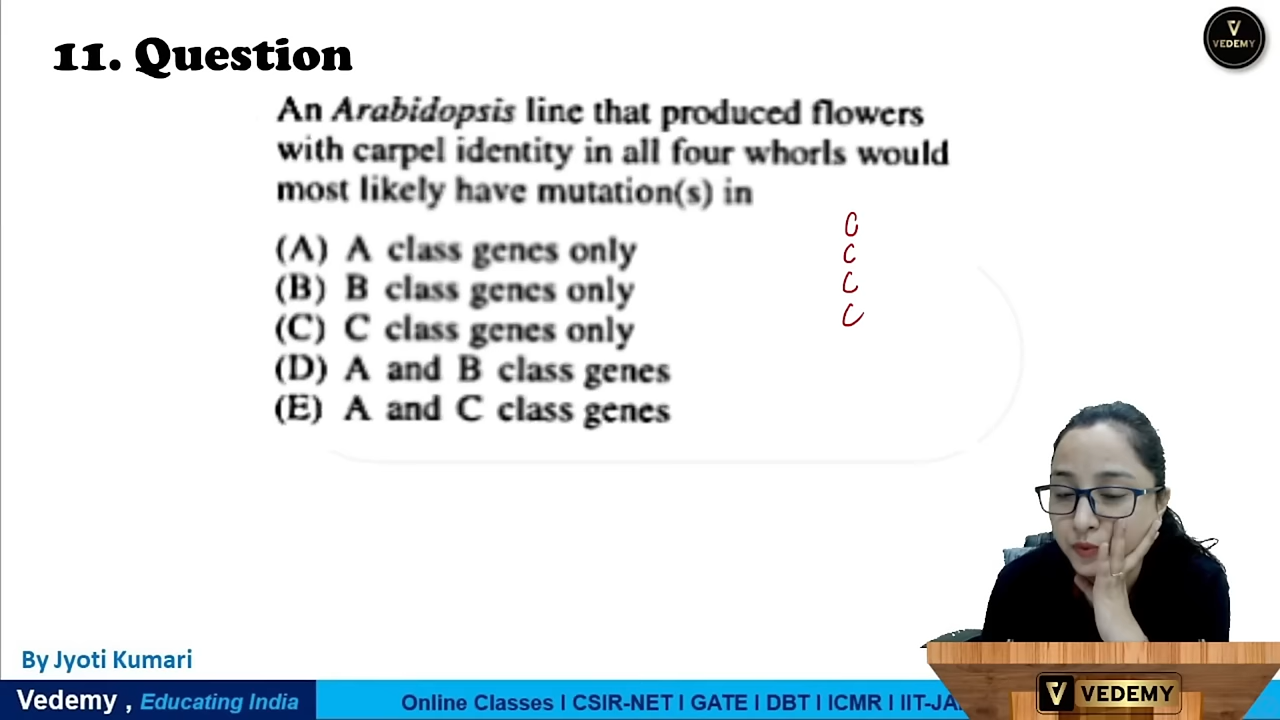 11. Question
VEDEMY
An Arabidopsis line that produced flowers
with carpel identity in all four whorls would
most likely have mutation(s) in
(A) A class genes only
(B) B class genes only
(C) C class genes only
(D) A and B class genes
(E) A and C class genes
C
C
C
C
By Jyoti Kumari
Vedemy , Educating India
Online Classes I CSIR-NET I GATE I DBT I ICMR I IIT-JA
VEDEMY